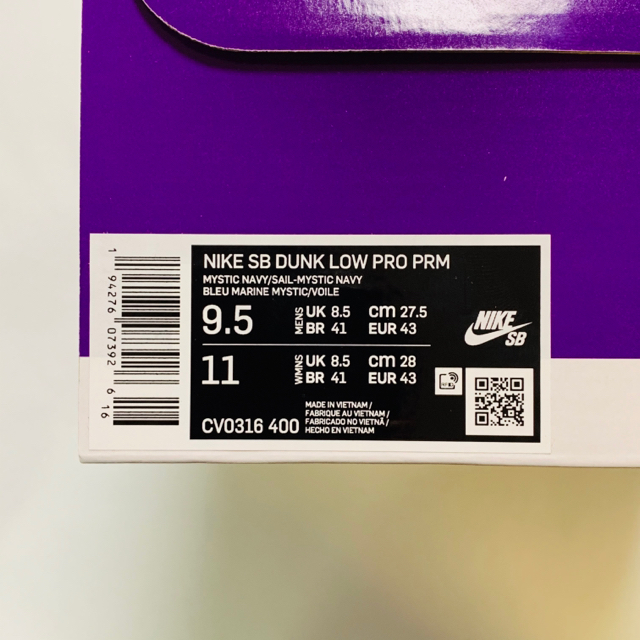 1 94276 07392 6 16
NIKE SB DUNK LOW PRO PRM
MYSTIC NAVY/SAIL-MYSTIC NAVY
BLEU MARINE MYSTIC/VOILE
9.5 MENS UK 8.5 CM 27.5
BR 41 EUR 43
11 WMNS UK 8.5 CM 28
BR 41 EUR 43
NIKE
SB
CV0316 400
MADE IN VIETNAM /
FABRIQUE AU VIETNAM /
FABRICADO NO VIETNÃ /
HECHO EN VIETNAM